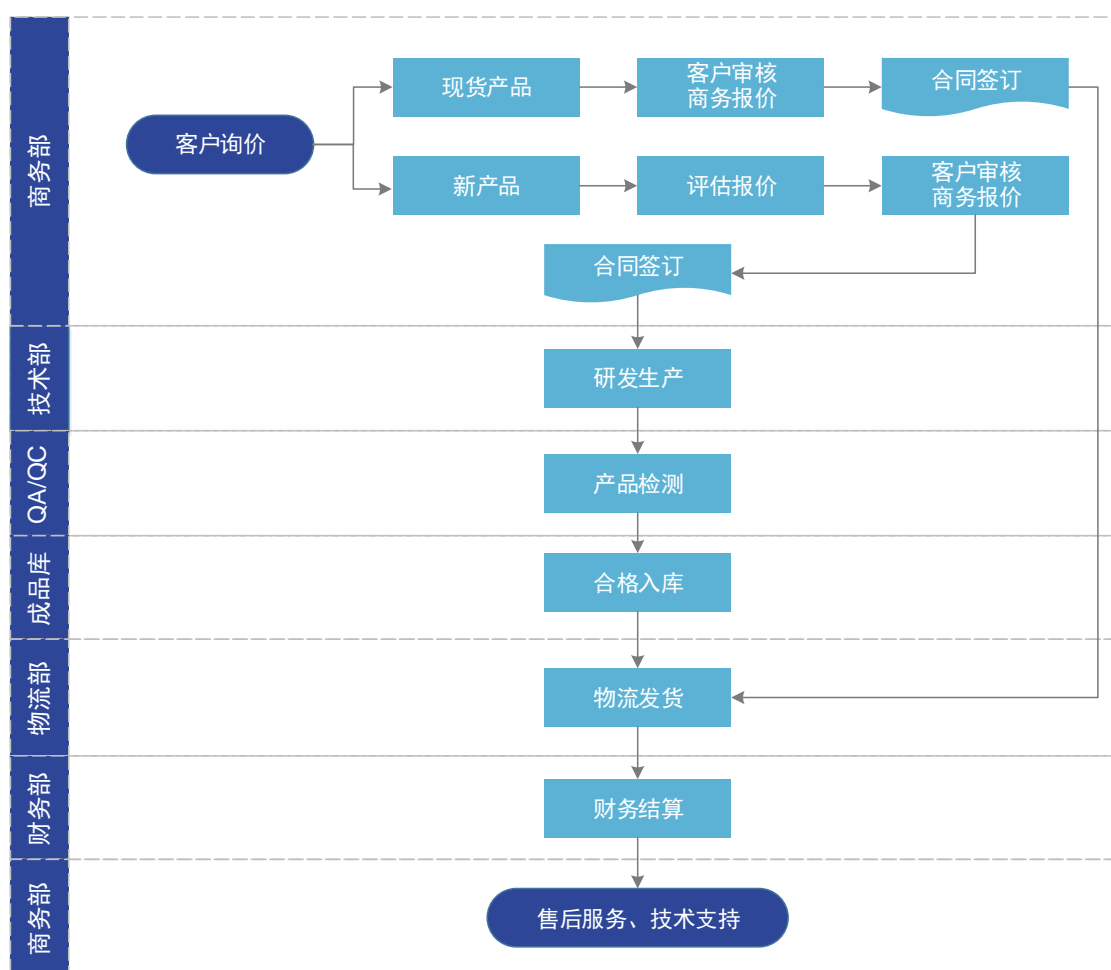 商务部
客户询价
现货产品
客户审核
商务报价
合同签订
新产品
评估报价
客户审核
商务报价
合同签订
技术部
研发生产
QA/QC
产品检测
成品库
合格入库
物流部
物流发货
财务部
财务结算
商务部
售后服务、技术支持